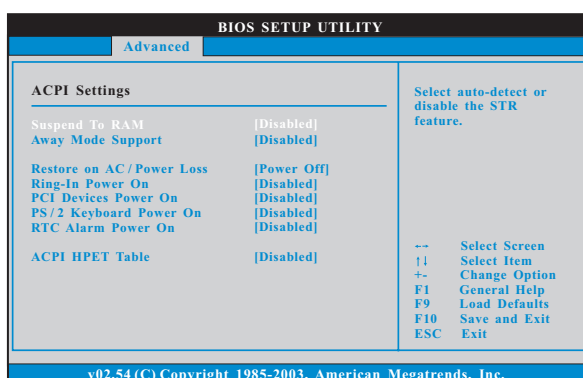 BIOS SETUP UTILITY
Advanced
ACPI Settings
Suspend To RAM [Disabled]
Away Mode Support [Disabled]
Restore on AC / Power Loss [Power Off]
Ring-In Power On [Disabled]
PCI Devices Power On [Disabled]
PS / 2 Keyboard Power On [Disabled]
RTC Alarm Power On [Disabled]
ACPI HPET Table [Disabled]
Select auto-detect or
disable the STR
feature.
←→ Select Screen
↑↓ Select Item
+- Change Option
F1 General Help
F9 Load Defaults
F10 Save and Exit
ESC Exit
v02.54 (C) Copyright 1985-2003, American Megatrends, Inc.